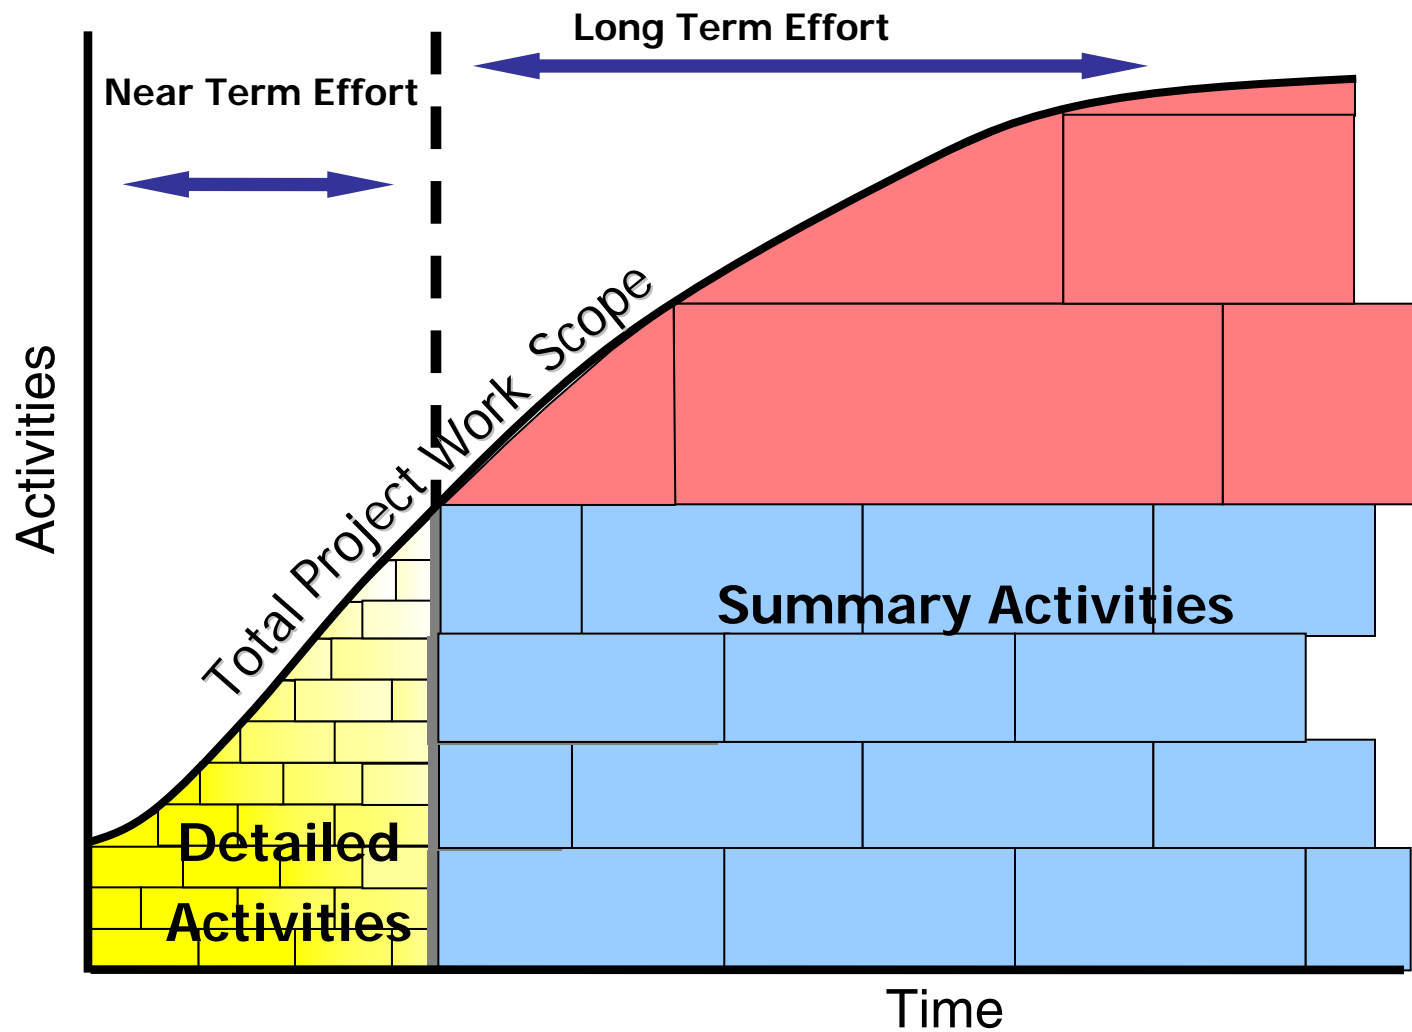 Long Term Effort
Near Term Effort
Total Project Work Scope
Activities
Summary Activities
Detailed
Activities
Time